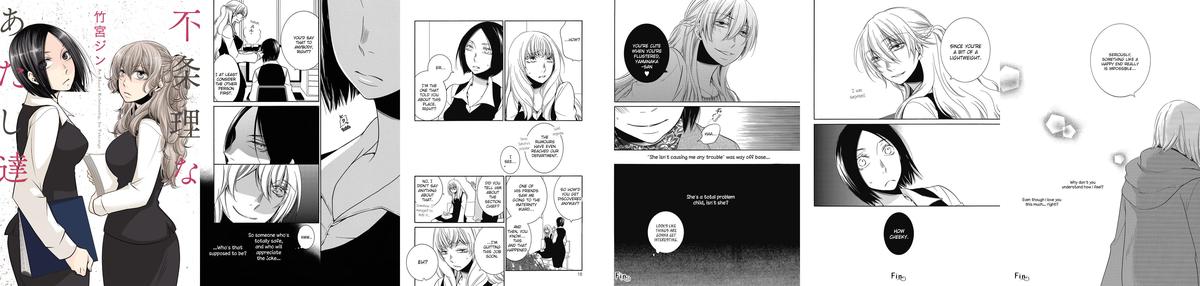 不条理な
あたし達
竹宮ジン
YOU'D SAY
THAT TO
ANYBODY,
RIGHT?
I AT LEAST
CONSIDER
THE OTHER
PERSON
FIRST.
So someone who's
totally safe,
and who will
appreciate
the joke...
HMM...
...Who's that
supposed to be?
...HOW?
ER...
I'M THE
ONE THAT
TOLD YOU
ABOUT THIS
PLACE,
RIGHT?
THE
RUMOURS
HAVE EVEN
REACHED OUR
DEPARTMENT.
I
SEE...
SO HOW'D
YOU GET
DISCOVERED
ANYWAY?
ONE OF
HIS FRIENDS
SAW ME
GOING TO THE
MATERNITY
WARD...
AND
THEN, YOU
KNOW...
THIS AND
THAT
HAPPENED.
DID YOU
TELL HIM
ABOUT THE
SECTION
CHIEF?
NO, I
DIDN'T SAY
ANYTHING
ABOUT
THAT.
...I'M
QUITTING
THIS JOB
SOON.
EH?
YOU'RE CUTE
WHEN YOU'RE
FLUSTERED,
YAMANAKA
-SAN
♥
"She isn't causing me any trouble" was way off base...
She's a total problem
child, isn't she?
LOOKS LIKE
THINGS ARE
GONNA GET
INTERESTING.
Fin
SINCE YOU'RE
A BIT OF A
LIGHTWEIGHT.
I was
worried.
HOW
CHEEKY.
Fin
SERIOUSLY,
SOMETHING LIKE A
HAPPY END REALLY
IS IMPOSSIBLE...
Why don't you
understand how I feel?
Even though I love you
this much... right?
Fin